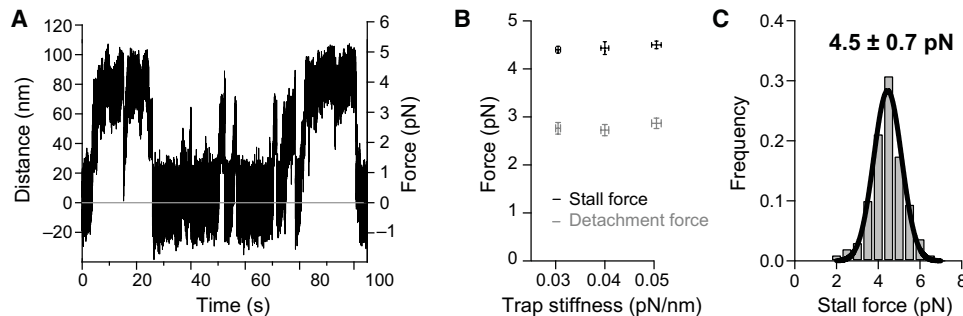 A
Distance (nm)
120
100
80
60
40
20
0
–20
6
5
4
3
2
1
0
–1
Force (pN)
0
20
40
60
80
100
Time (s)
B
Force (pN)
5
4
3
2
1
0
Stall force
Detachment force
0.03 0.04 0.05
Trap stiffness (pN/nm)
C
4.5 ± 0.7 pN
Frequency
0.4
0.3
0.2
0.1
0.0
0 2 4 6 8
Stall force (pN)